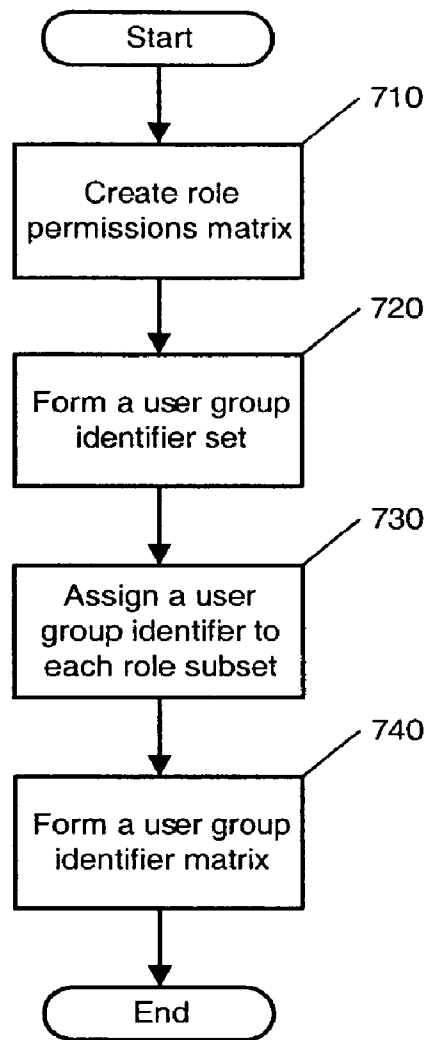 Start
710
Create role
permissions matrix
720
Form a user group
identifier set
730
Assign a user
group identifer to
each role subset
740
Form a user group
identifier matrix
End